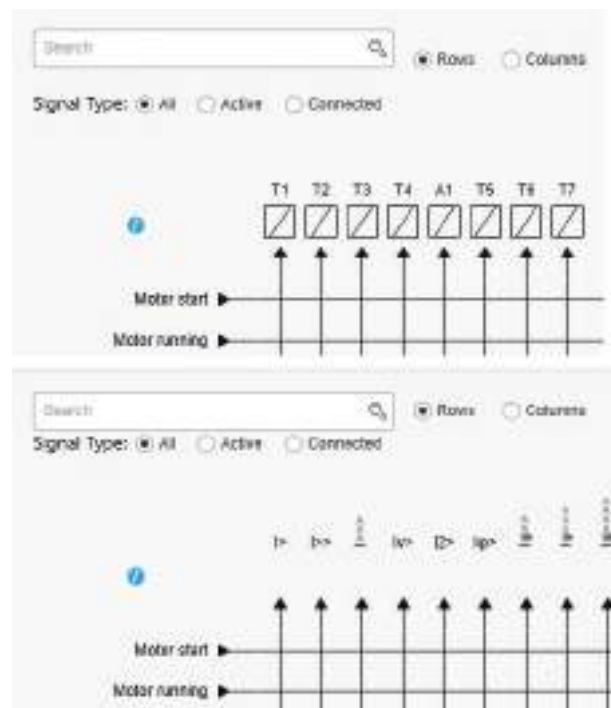 Search
Rows Columns
Signal Type: All Active Connected
T1 T2 T3 T4 A1 T5 T6 T7
Motor start
Motor running
Search
Rows Columns
Signal Type: All Active Connected
I> I>> I>>> Iv> I2>
Motor start
Motor running